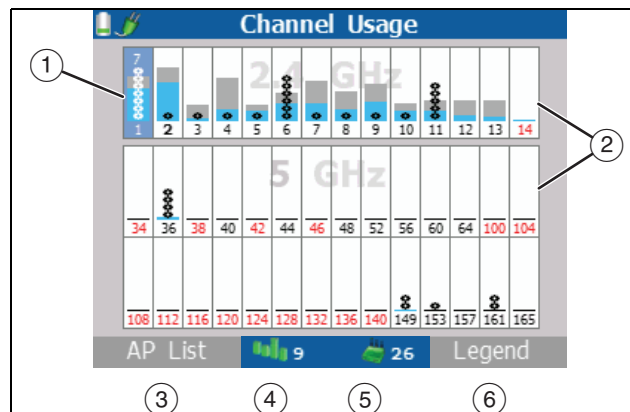 Channel Usage
1
7
2.4 GHz
1 2 3 4 5 6 7 8 9 10 11 12 13 14
2
5 GHz
34 36 38 40 42 44 46 48 52 56 60 64 100 104
108 112 116 120 124 128 132 136 140 149 153 157 161 165
AP List 9 26 Legend
3 4 5 6